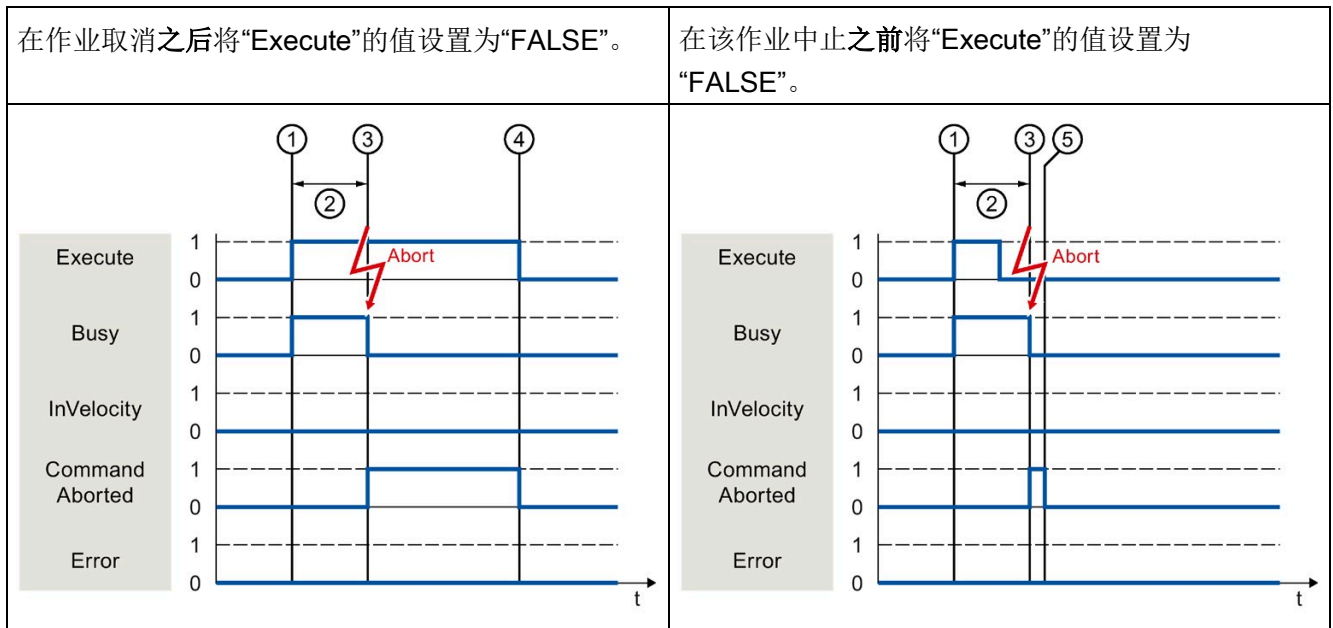 在作业取消之后将“Execute”的值设置为“FALSE”。
在该作业中止之前将“Execute”的值设置为
“FALSE”。
① ③ ④
②
Execute 1
0
Abort
Busy 1
0
InVelocity 1
0
Command
Aborted
1
0
Error 1
0
t
① ③ ⑤
②
Execute 1
0
Abort
Busy 1
0
InVelocity 1
0
Command
Aborted
1
0
Error 1
0
t